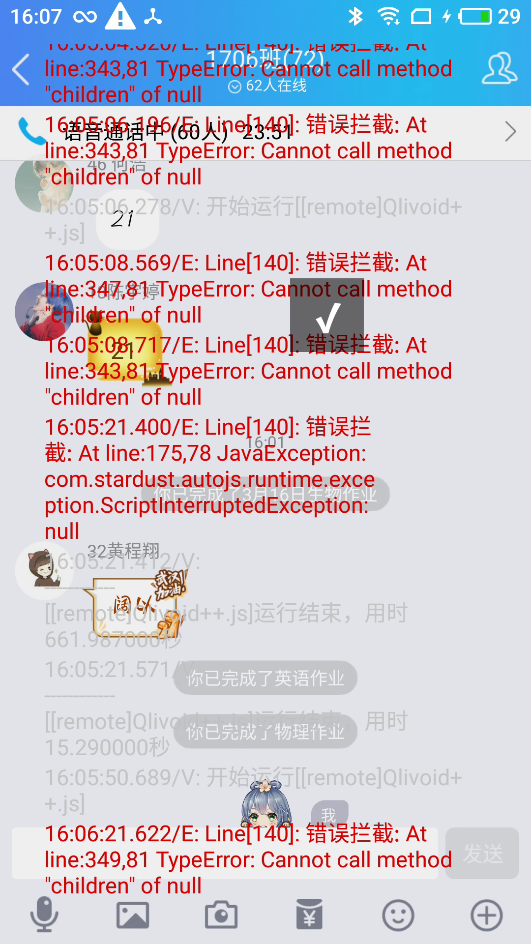 16:07
29
16:05:04.320/E: Line[140]: 错误拦截: At
1706班(72)
line:343,81 TypeError: Cannot call method
62人在线
"children" of null
16:05:06.196/E: Line[140]: 错误拦截: At
语音通话中 (60人) 23:51
line:343,81 TypeError: Cannot call method
46 何浩
"children" of null
16:05:06.278/V: 开始运行[[remote]Qlivoid+
21
+.js]
16:05:08.569/E: Line[140]: 错误拦截: At
line:347,81 TypeError: Cannot call method
"children" of null
16:05:08.717/E: Line[140]: 错误拦截: At
21
line:343,81 TypeError: Cannot call method
"children" of null
16:05:21.400/E: Line[140]: 错误拦
16:01
截: At line:175,78 JavaException:
com.stardust.autojs.runtime.exce
你已完成了3月16日生物作业
ption.ScriptInterruptedException:
null
32黄程翔
16:05:21.412/V:
------------
武汉加油!
阔以
[[remote]Qlivoid++.js]运行结束，用时
661.987000秒
16:05:21.571/V:
你已完成了英语作业
------------
[[remote]Qlivoid++.js]运行结束，用时
你已完成了物理作业
15.290000秒
16:05:50.689/V: 开始运行[[remote]Qlivoid+
+.js]
我
16:06:21.622/E: Line[140]: 错误拦截: At
line:349,81 TypeError: Cannot call method
发送
"children" of null